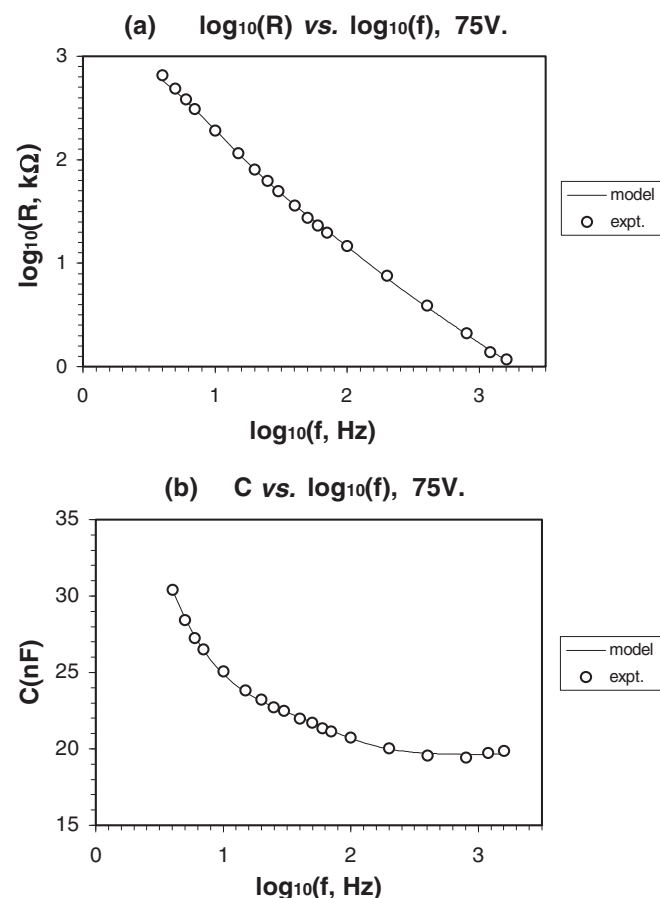 (a) log10(R) vs. log10(f), 75V.
3
2
1
0
log10(R, kΩ)
0 1 2 3
log10(f, Hz)
model
expt.
(b) C vs. log10(f), 75V.
35
30
25
20
15
C(nF)
0 1 2 3
log10(f, Hz)
model
expt.